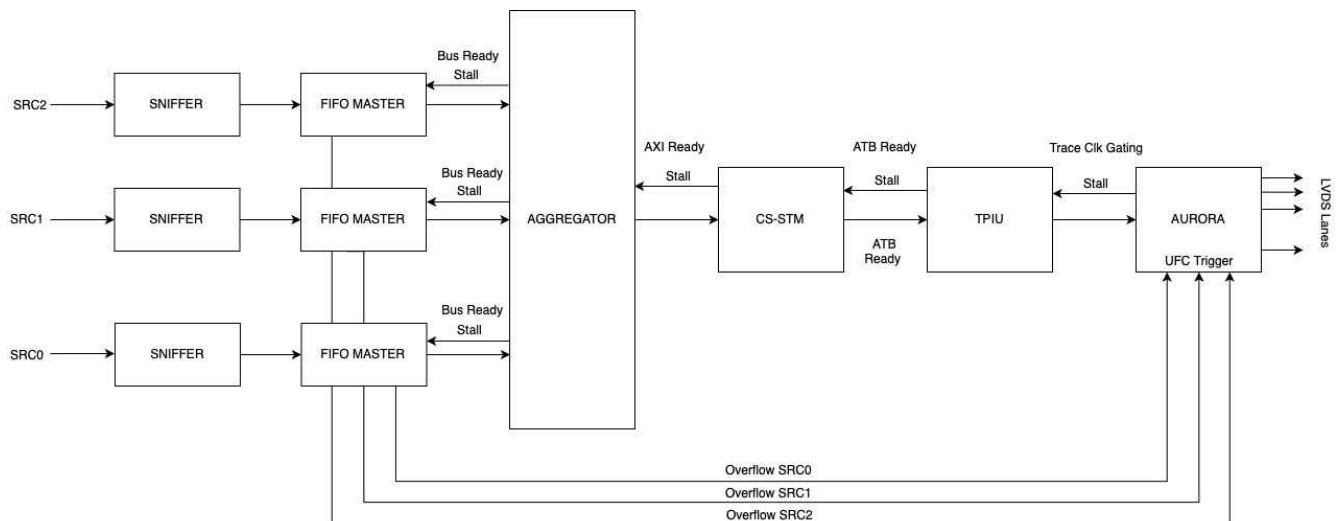 Bus Ready
Stall
SRC2
SNIFFER
FIFO MASTER
Bus Ready
Stall
SRC1
SNIFFER
FIFO MASTER
Bus Ready
Stall
SRC0
SNIFFER
FIFO MASTER
AGGREGATOR
AXI Ready
Stall
CS-STM
ATB Ready
Stall
ATB
Ready
TPIU
Trace Clk Gating
Stall
AURORA
UFC Trigger
LVDS Lanes
Overflow SRC0
Overflow SRC1
Overflow SRC2